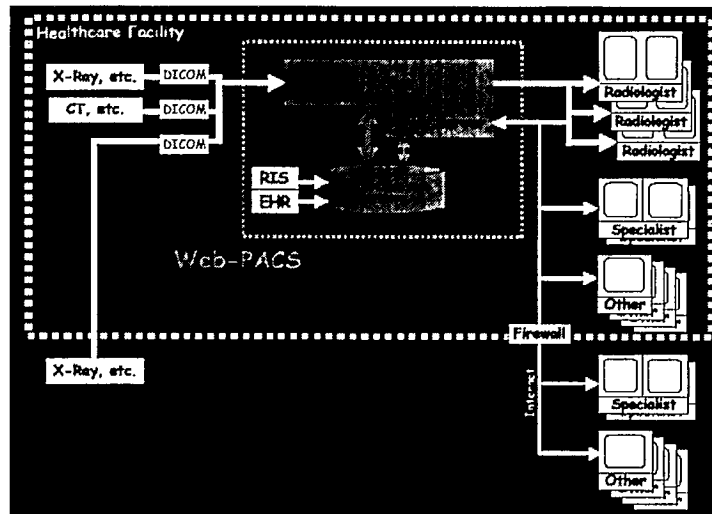 Healthcare Facility
X-Ray, etc.
DICOM
CT, etc.
DICOM
DICOM
RIS
EHR
Web-PACS
Radiologist
Radiologist
Radiologist
Specialist
Other
Firewall
X-Ray, etc.
Internet
Specialist
Other